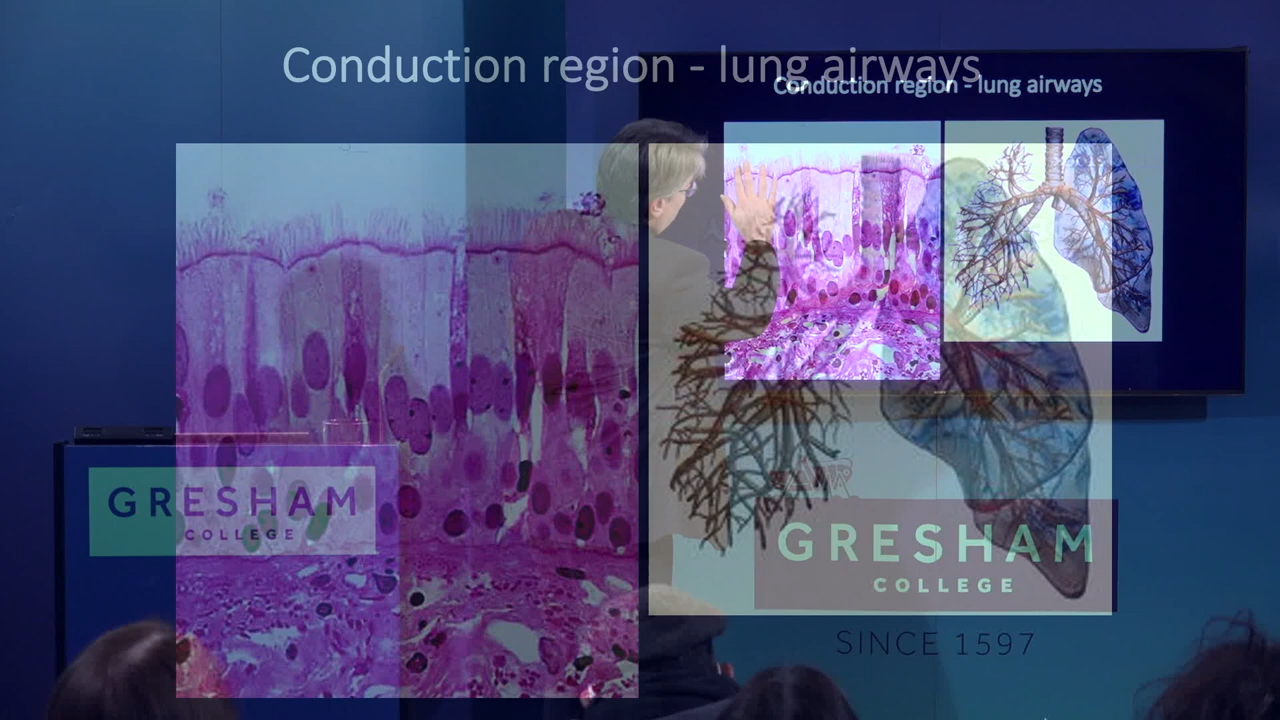 Conduction region - lung airways
Conduction region - lung airways
GRESHAM
COLLEGE
GRESHAM
COLLEGE
SINCE 1597